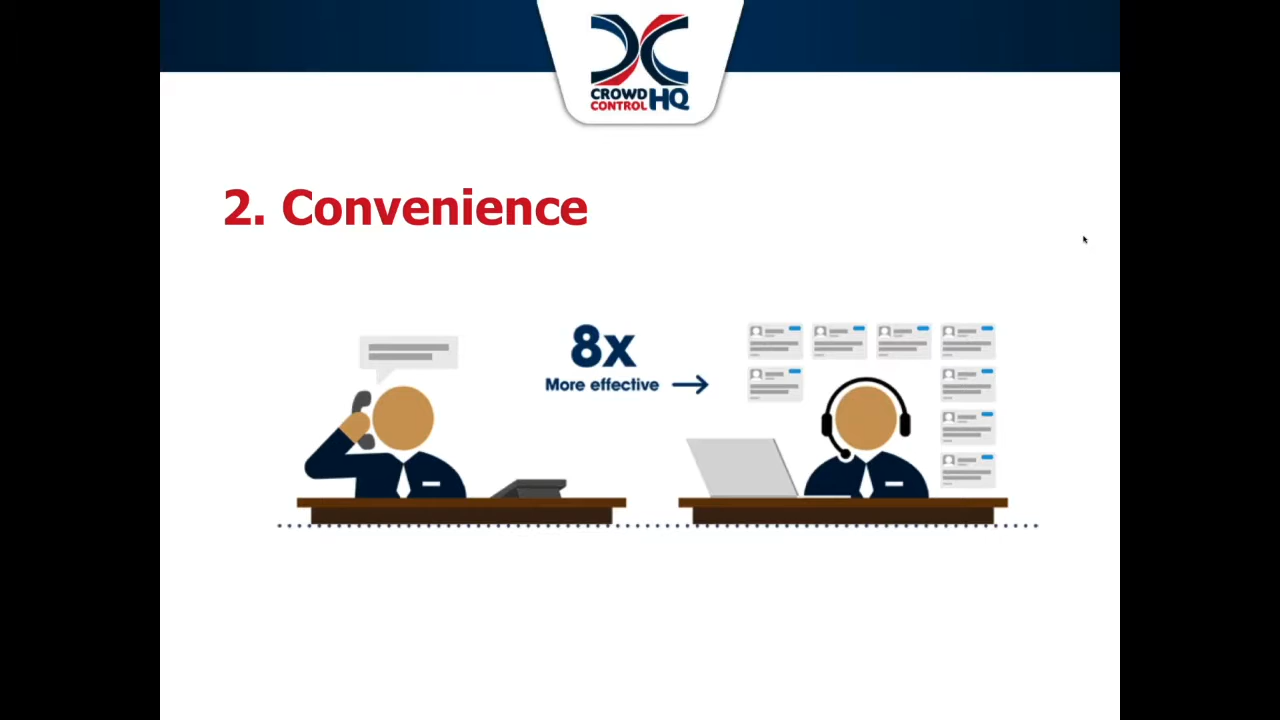 CROWD
CONTROL HQ
2. Convenience
8x
More effective